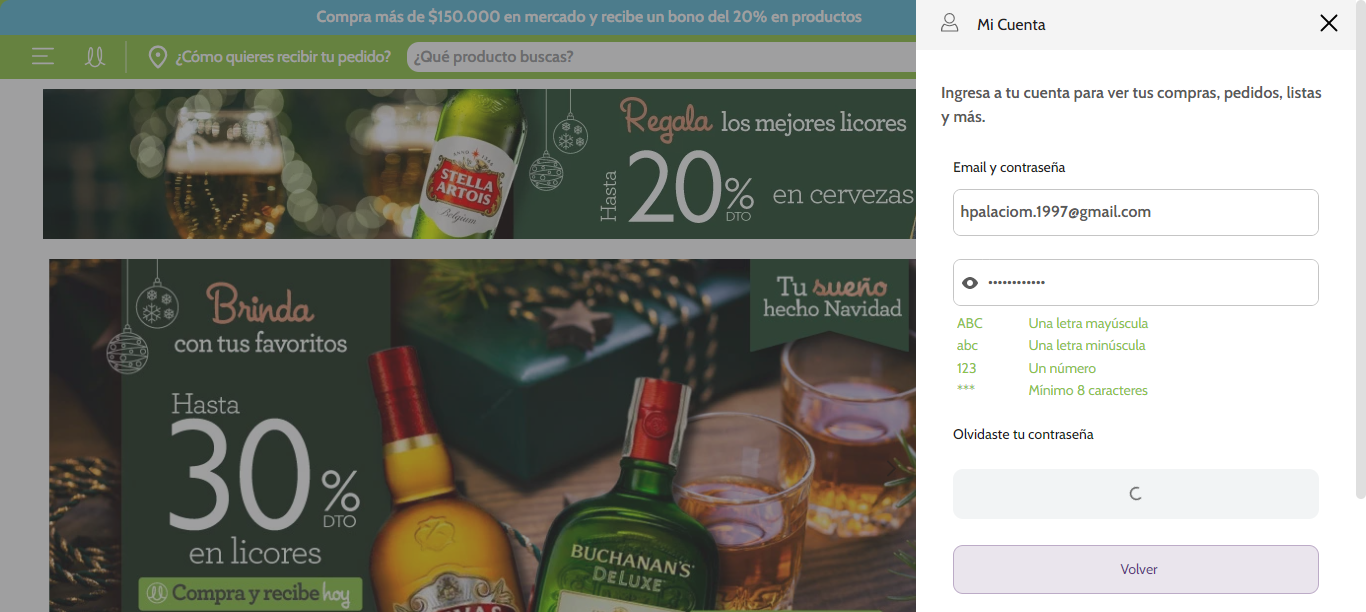 Compra más de $150.000 en mercado y recibe un bono del 20% en productos
¿Cómo quieres recibir tu pedido?
¿Qué producto buscas?
Regala los mejores licores
Hasta 20% DTO en cervezas
STELLA
ARTOIS
Belgium
Brinda
con tus favoritos
Hasta
30%
DTO
en licores
Compra y recibe hoy
Tu sueño
hecho Navidad
BUCHANAN'S
DELUXE
Mi Cuenta
Ingresa a tu cuenta para ver tus compras, pedidos, listas
y más.
Email y contraseña
hpalaciom.1997@gmail.com
••••••••••••
ABC Una letra mayúscula
abc Una letra minúscula
123 Un número
*** Mínimo 8 caracteres
Olvidaste tu contraseña
Volver